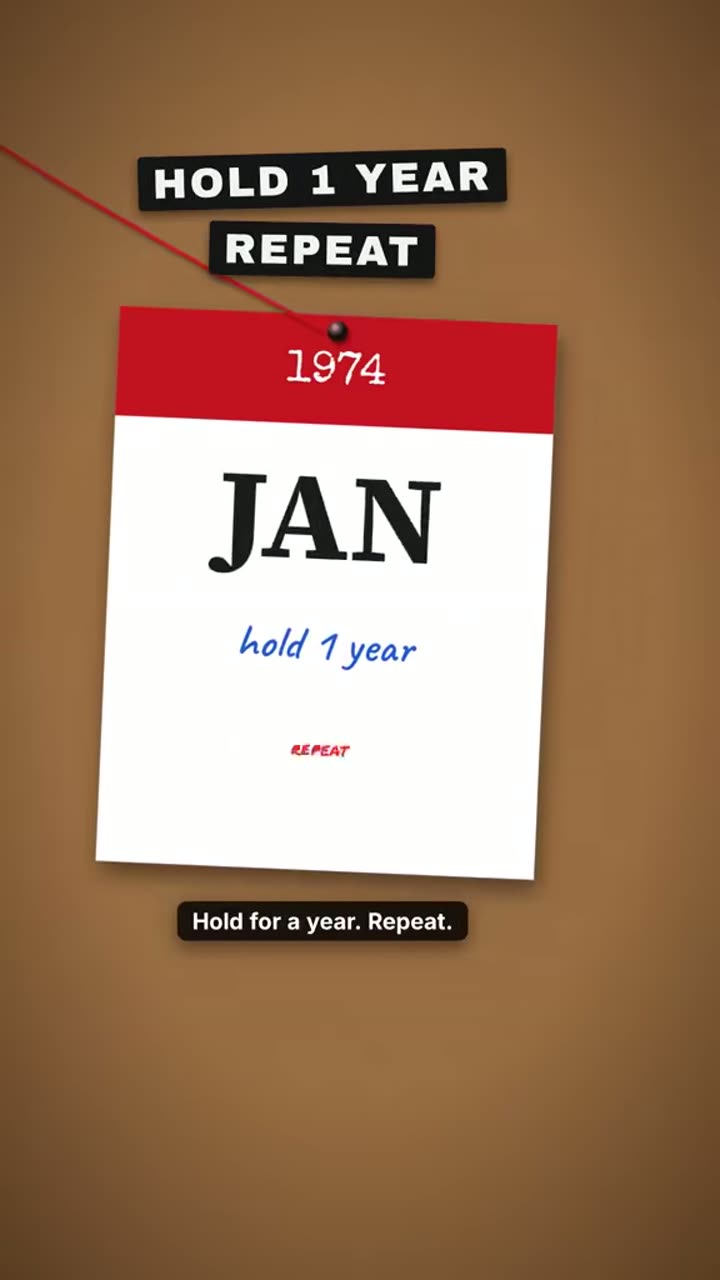 HOLD 1 YEAR
REPEAT
1974
JAN
hold 1 year
REPEAT
Hold for a year. Repeat.